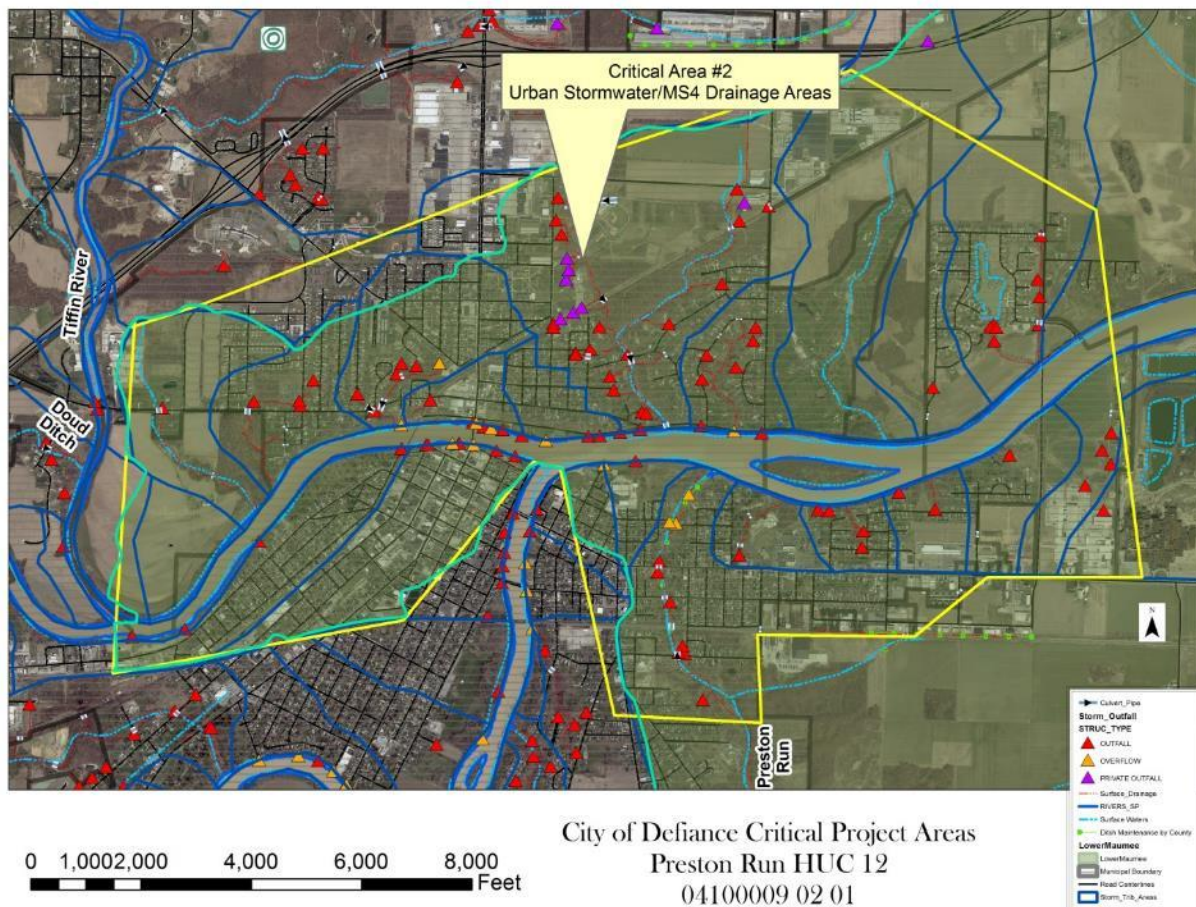 Critical Area #2
Urban Stormwater/MS4 Drainage Areas
Tiffin River
Doud
Ditch
Preston
Run
N
Culvert_Pipe
Storm_Outfall
STRUC_TYPE
OUTFALL
OVERFLOW
PRIVATE OUTFALL
Surface_Drainage
RIVERS_SP
Surface Waters
Ditch Maintenance by County
LowerMaumee
LowerMaumee
Municipal Boundary
Road Centerlines
Storm_Trib_Areas
0 1,000 2,000 4,000 6,000 8,000
Feet
City of Defiance Critical Project Areas
Preston Run HUC 12
04100009 02 01